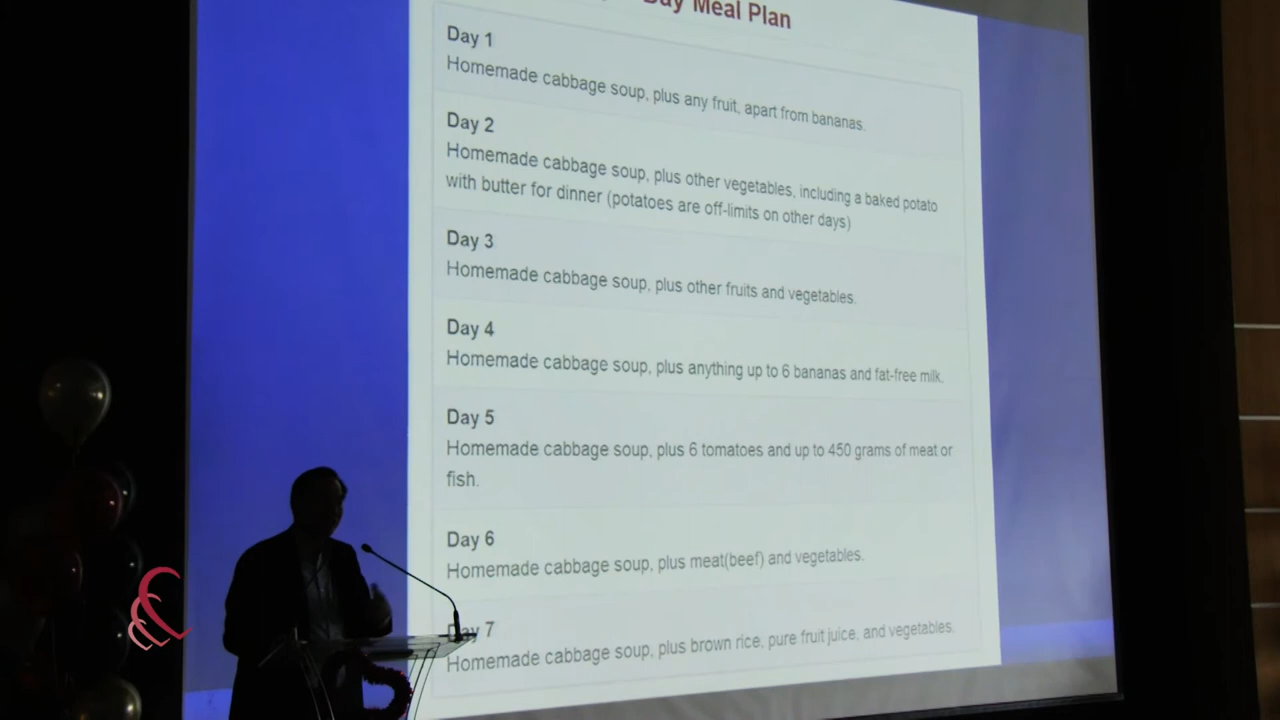 Day Meal Plan
Day 1
Homemade cabbage soup, plus any fruit, apart from bananas.
Day 2
Homemade cabbage soup, plus other vegetables, including a baked potato
with butter for dinner (potatoes are off-limits on other days)
Day 3
Homemade cabbage soup, plus other fruits and vegetables.
Day 4
Homemade cabbage soup, plus anything up to 6 bananas and fat-free milk.
Day 5
Homemade cabbage soup, plus 6 tomatoes and up to 450 grams of meat or
fish.
Day 6
Homemade cabbage soup, plus meat(beef) and vegetables.
Day 7
Homemade cabbage soup, plus brown rice, pure fruit juice, and vegetables.